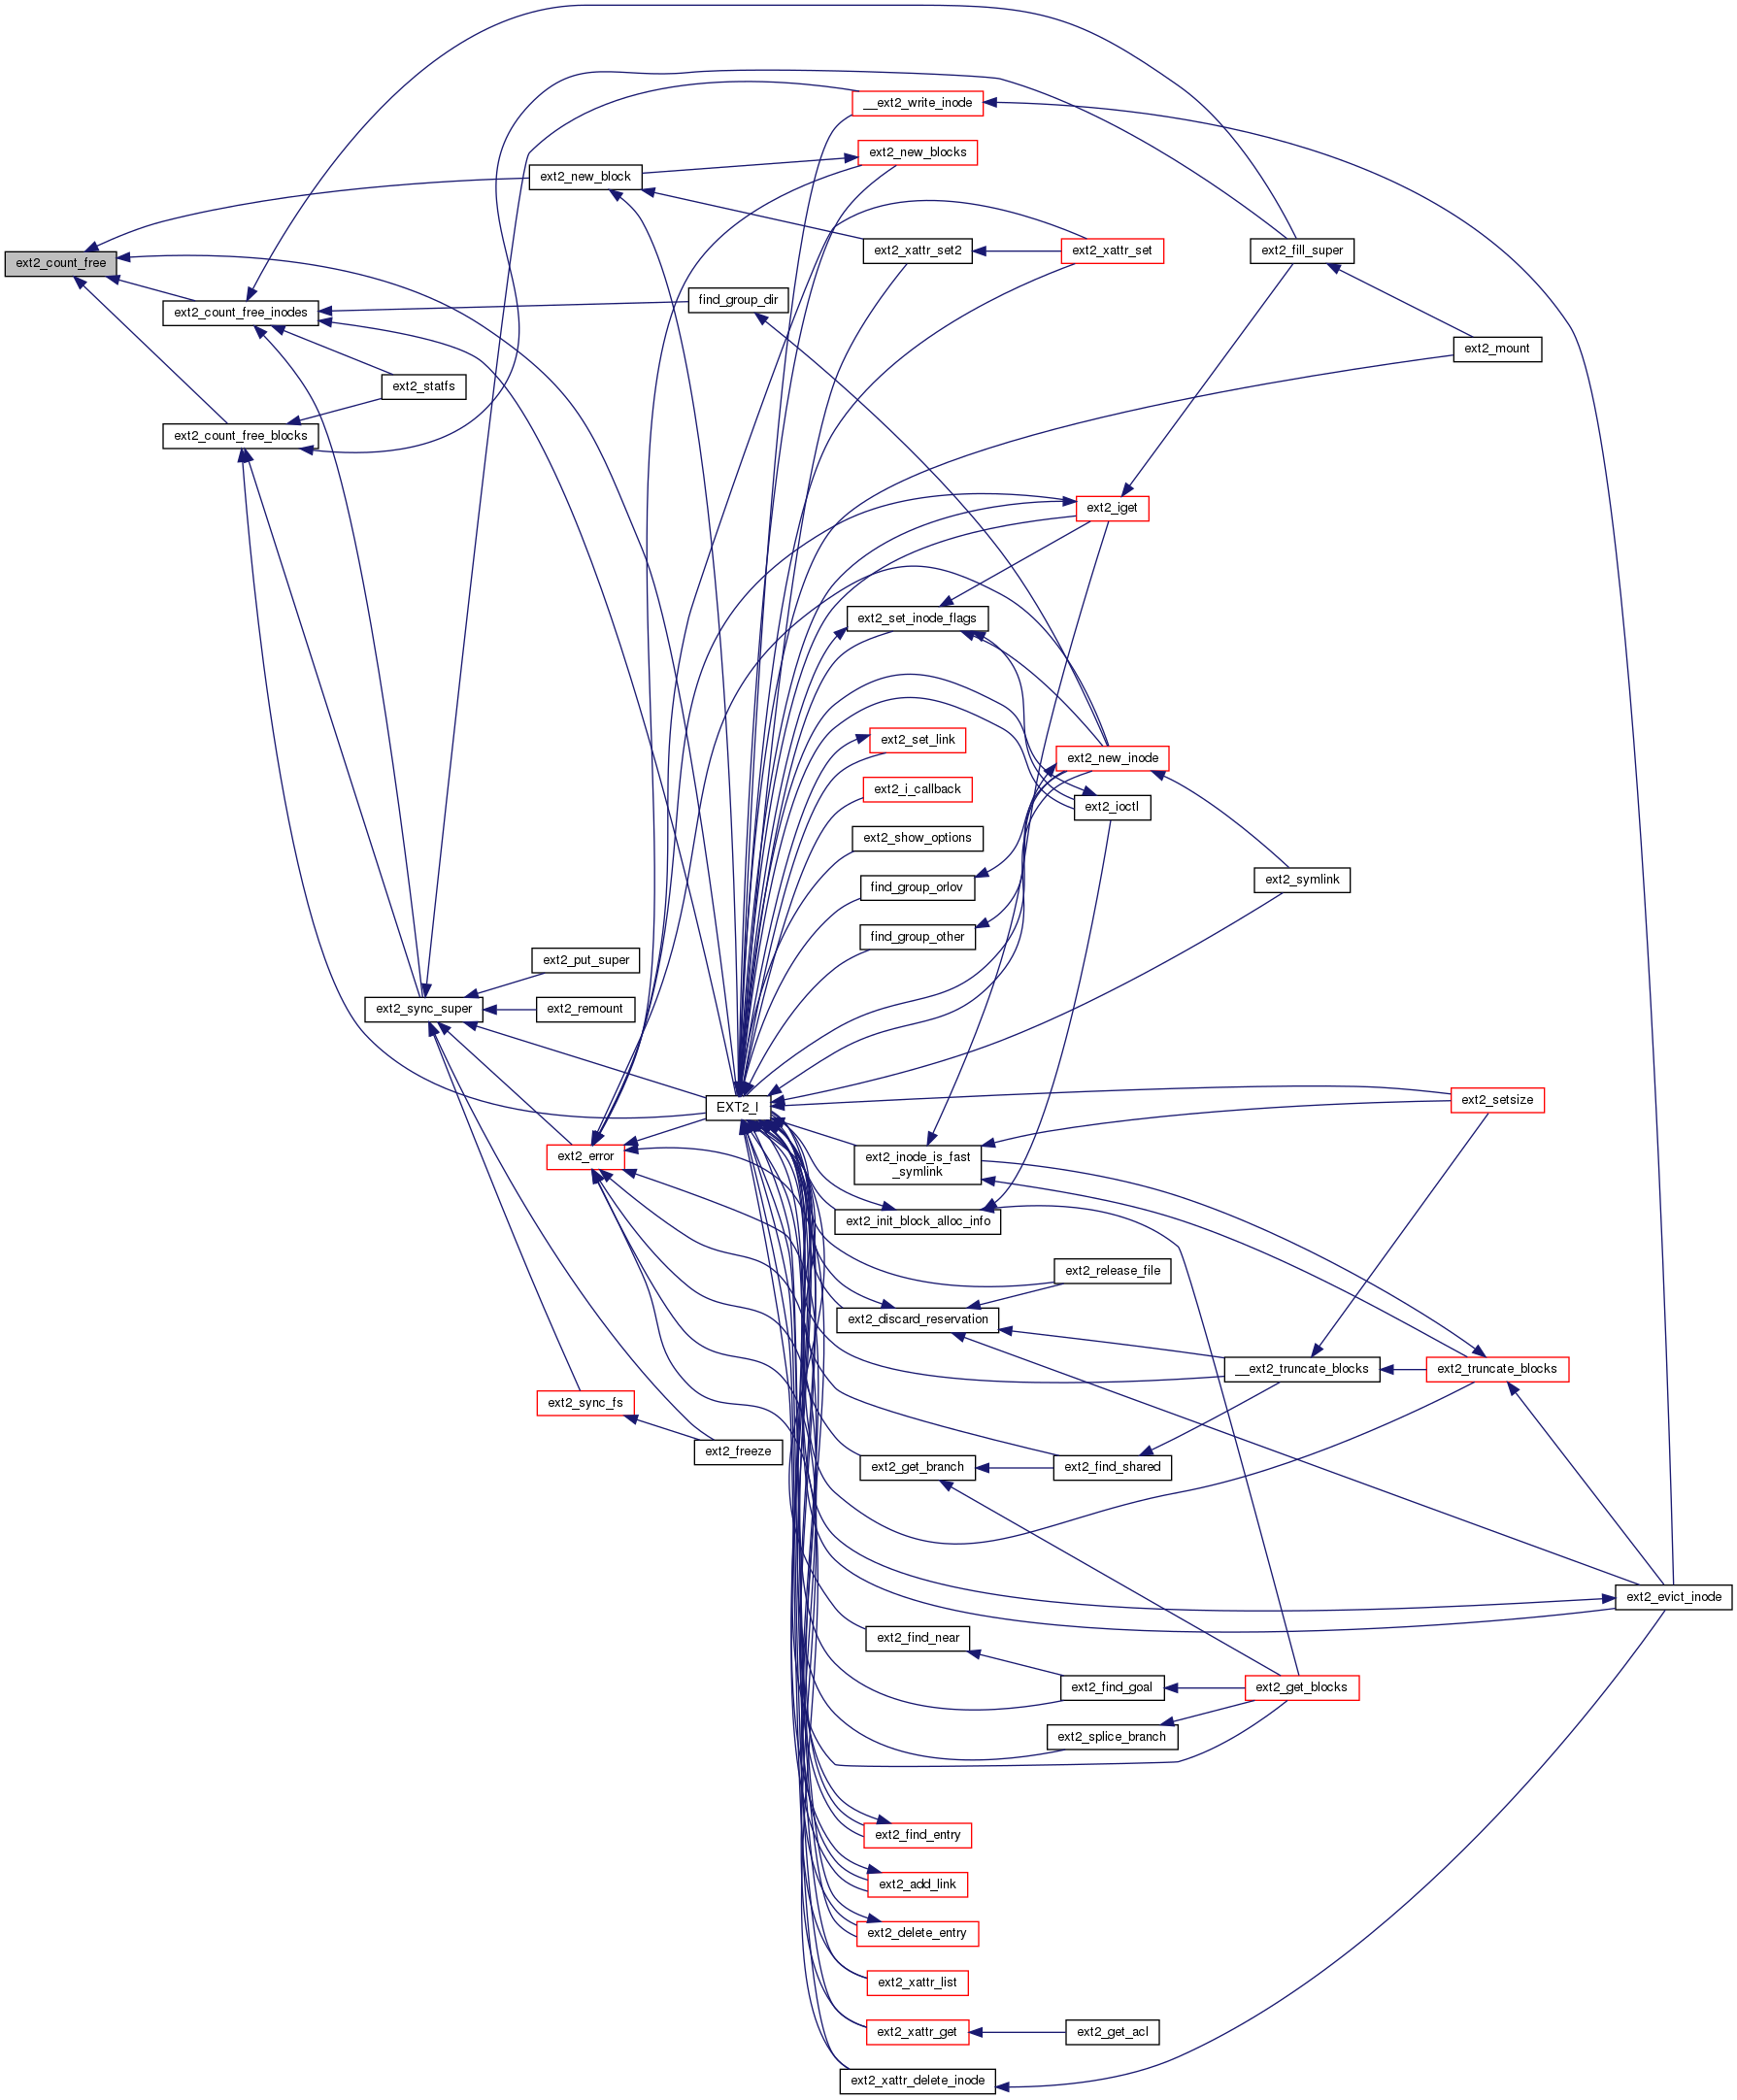 __ext2_write_inode
ext2_new_blocks
ext2_new_block
ext2_count_free
ext2_xattr_set2
ext2_xattr_set
ext2_fill_super
ext2_count_free_inodes
find_group_dir
ext2_mount
ext2_statfs
ext2_count_free_blocks
ext2_iget
ext2_set_inode_flags
ext2_set_link
ext2_new_inode
ext2_i_callback
ext2_ioctl
ext2_show_options
find_group_orlov
ext2_symlink
find_group_other
ext2_put_super
ext2_sync_super
ext2_remount
EXT2_I
ext2_setsize
ext2_error
ext2_inode_is_fast
_symlink
ext2_init_block_alloc_info
ext2_release_file
ext2_discard_reservation
__ext2_truncate_blocks
ext2_truncate_blocks
ext2_sync_fs
ext2_freeze
ext2_get_branch
ext2_find_shared
ext2_evict_inode
ext2_find_near
ext2_find_goal
ext2_get_blocks
ext2_splice_branch
ext2_find_entry
ext2_add_link
ext2_delete_entry
ext2_xattr_list
ext2_xattr_get
ext2_get_acl
ext2_xattr_delete_inode